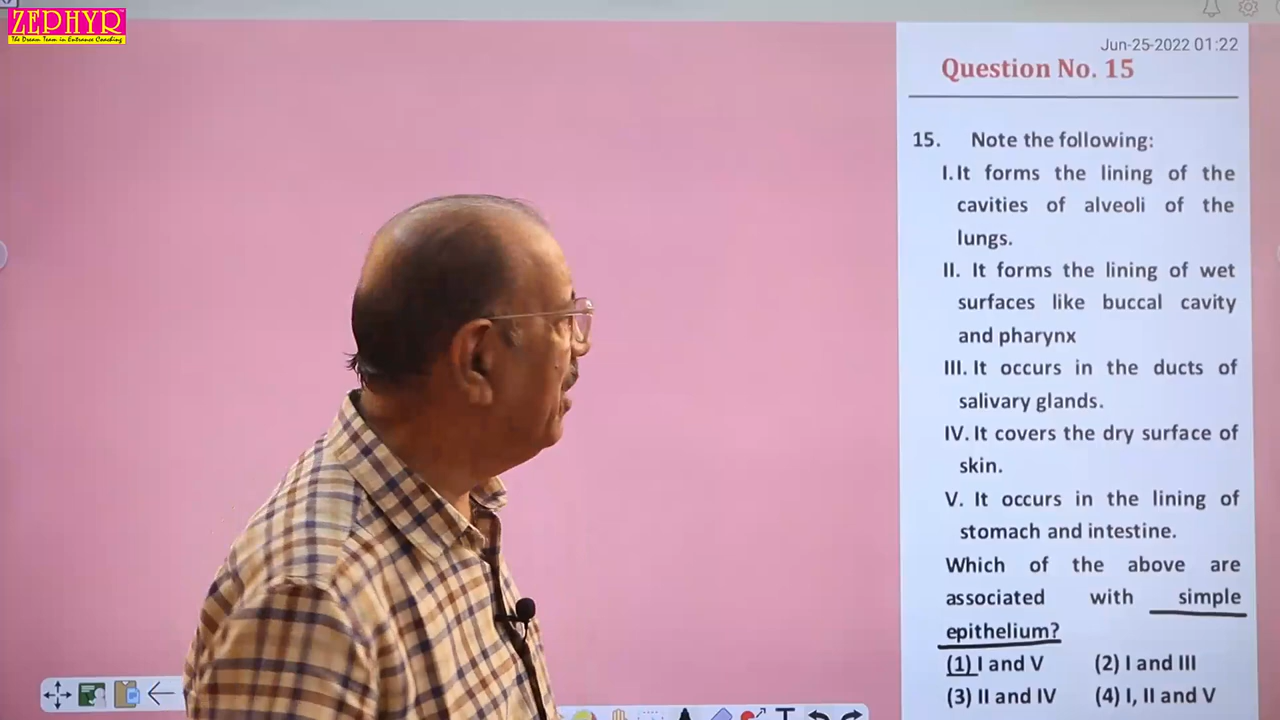 ZEPHYR
The Dream Team in Entrance Coaching
Jun-25-2022 01:22
Question No. 15
15. Note the following:
I. It forms the lining of the
cavities of alveoli of the
lungs.
II. It forms the lining of wet
surfaces like buccal cavity
and pharynx
III. It occurs in the ducts of
salivary glands.
IV. It covers the dry surface of
skin.
V. It occurs in the lining of
stomach and intestine.
Which of the above are
associated with simple
epithelium?
(1) I and V (2) I and III
(3) II and IV (4) I, II and V